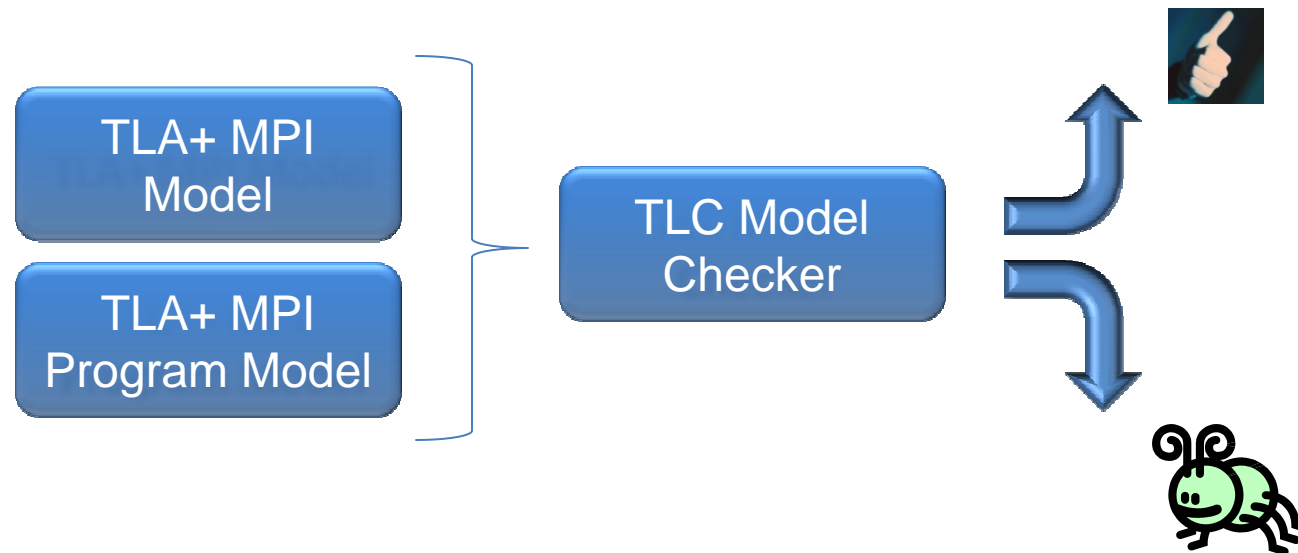 TLA+ MPI
Model
TLA+ MPI
Program Model
TLC Model
Checker